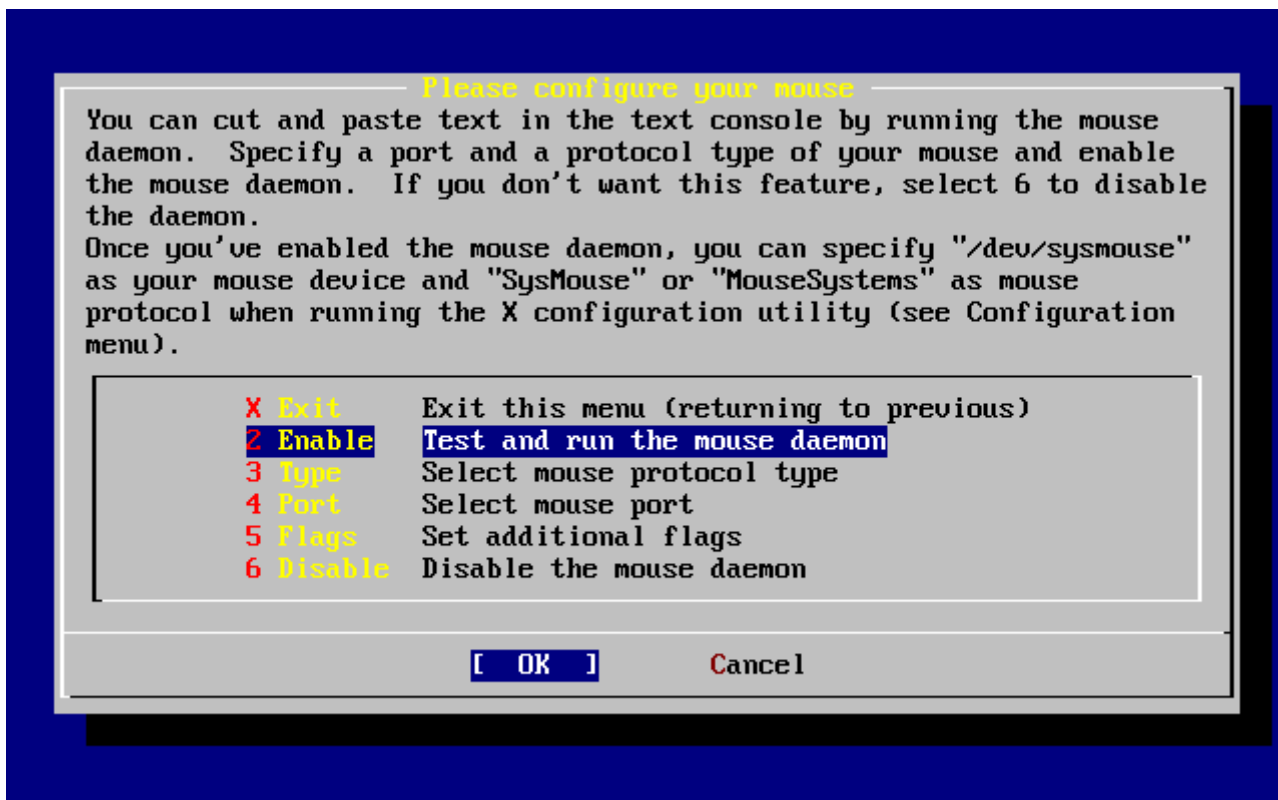 Please configure your mouse
You can cut and paste text in the text console by running the mouse
daemon.  Specify a port and a protocol type of your mouse and enable
the mouse daemon.  If you don't want this feature, select 6 to disable
the daemon.
Once you've enabled the mouse daemon, you can specify "/dev/sysmouse"
as your mouse device and "SysMouse" or "MouseSystems" as mouse
protocol when running the X configuration utility (see Configuration
menu).
X Exit     Exit this menu (returning to previous)
2 Enable   Test and run the mouse daemon
3 Type     Select mouse protocol type
4 Port     Select mouse port
5 Flags    Set additional flags
6 Disable  Disable the mouse daemon
[  OK  ]       Cancel